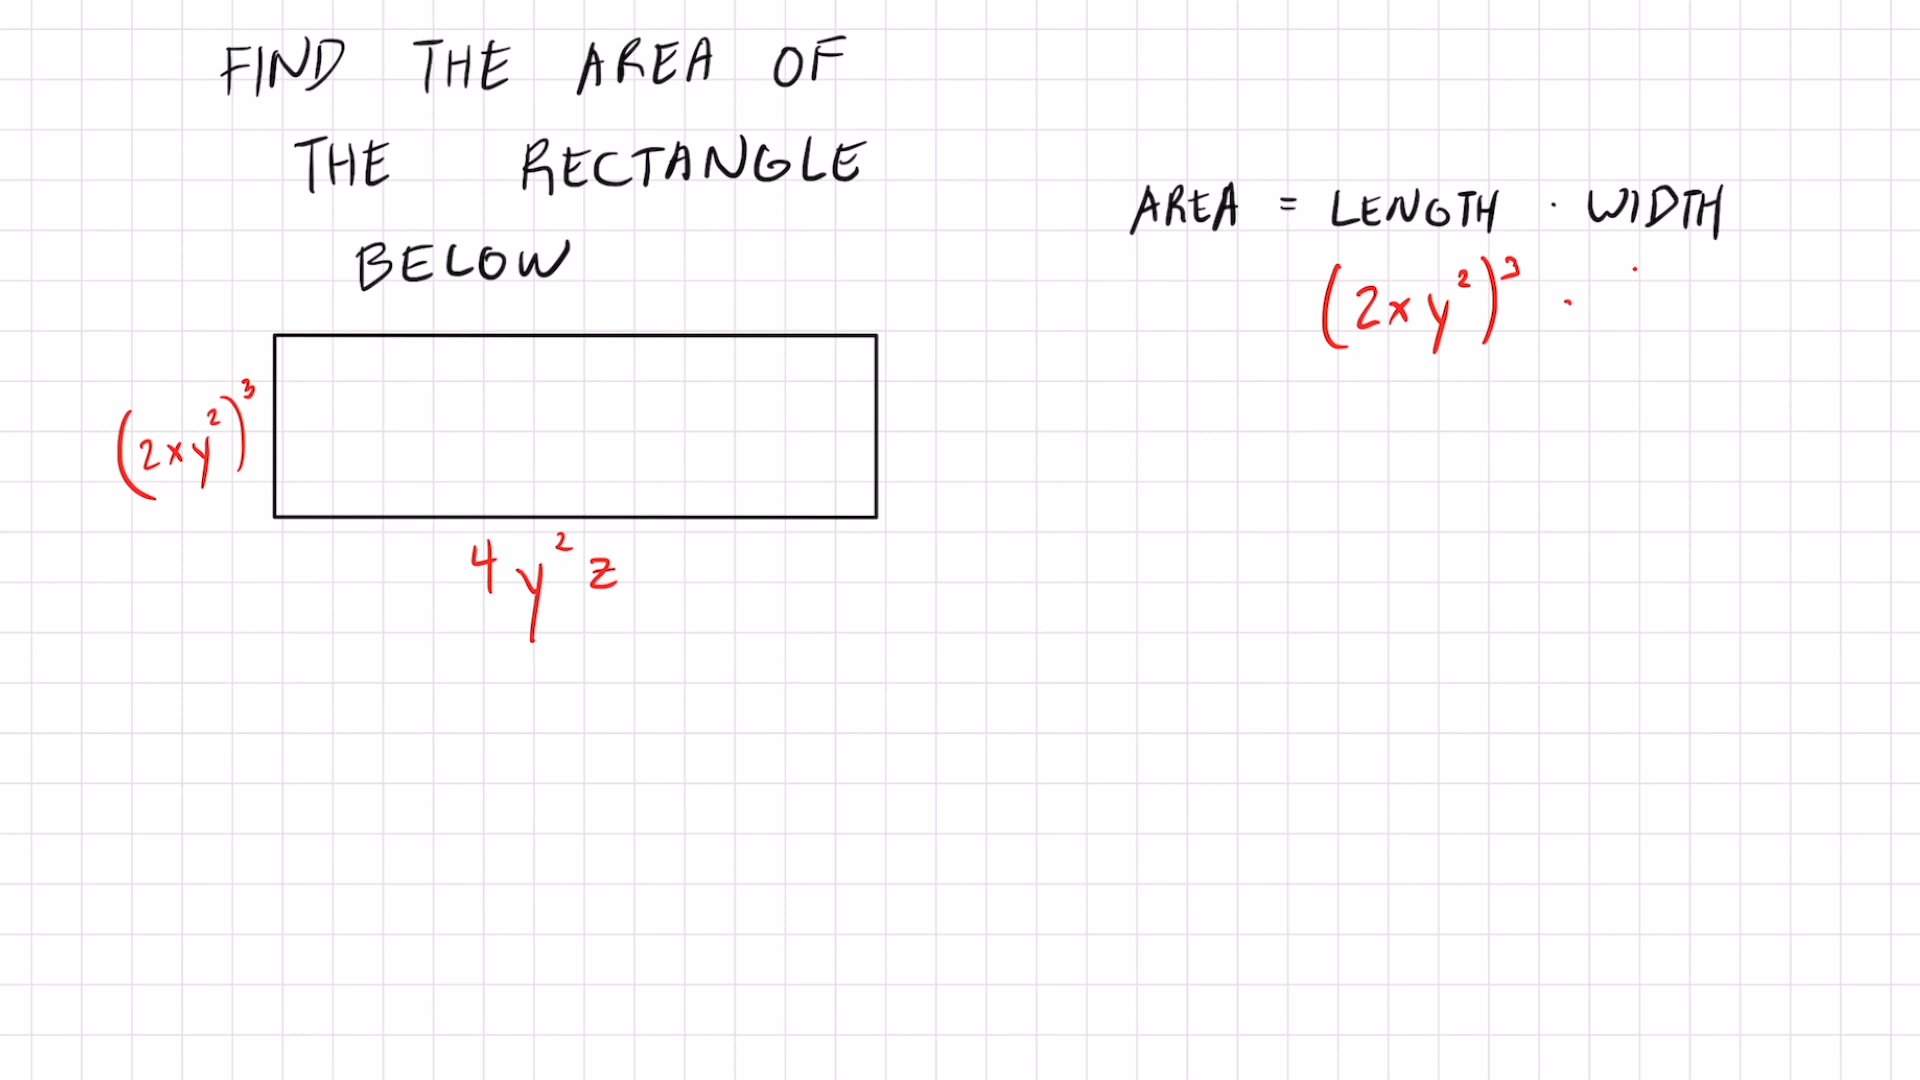 FIND THE AREA OF
THE RECTANGLE
BELOW
(2xy²)³
4y²z
AREA = LENGTH · WIDTH
(2xy²)³ ·